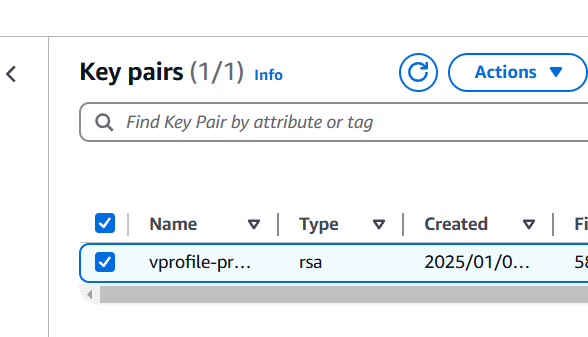 Key pairs (1/1) Info
Actions
Find Key Pair by attribute or tag
Name Type Created Fi
vprofile-pr... rsa 2025/01/0... 58